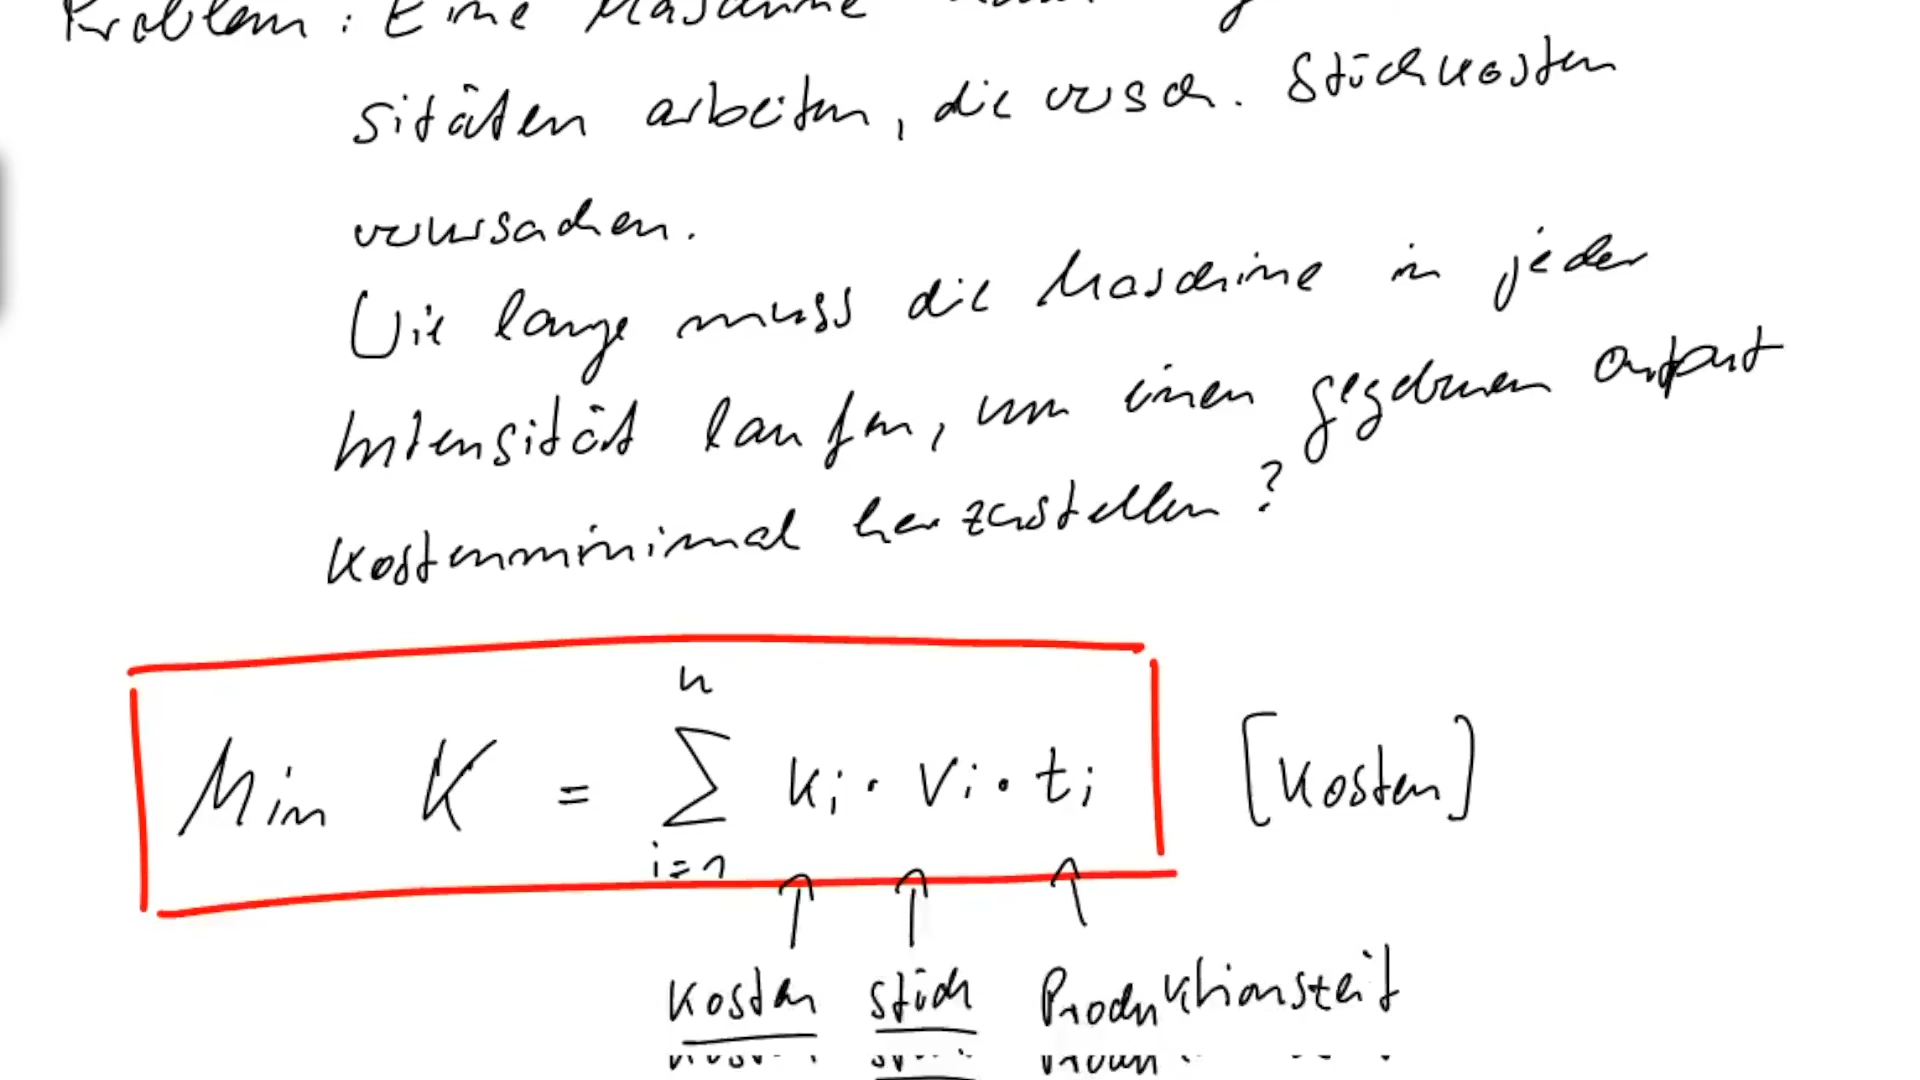 Problem: Eine Maschine
sitäten arbeiten, die versch. Stückkosten
verursachen.
Wie lange muss die Maschine in jeder
Intensität laufen, um einen gegebenen Output
kostenminimal herzustellen?
n
Min K = ∑ ki · vi · ti [Kosten]
i=1
↑ ↑ ↑
Kosten Stück Produktionszeit